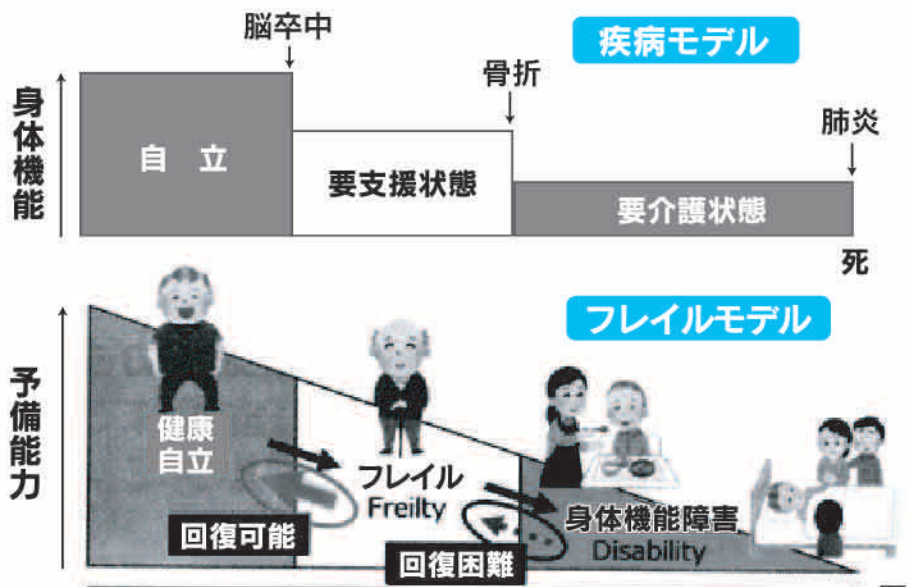 脳卒中
疾病モデル
骨折
肺炎
身体機能
自 立
要支援状態
要介護状態
死
フレイルモデル
予備能力
健康
自立
フレイル
Freilty
身体機能障害
Disability
回復可能
回復困難